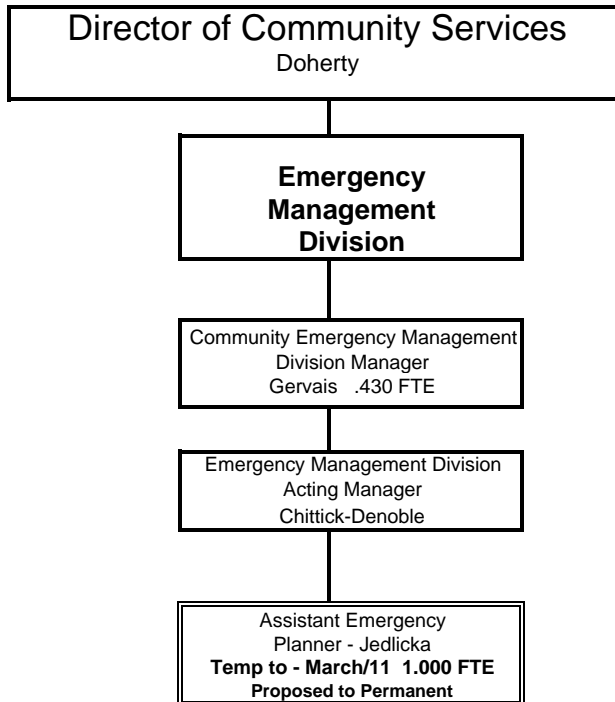 Director of Community Services
Doherty
Emergency
Management
Division
Community Emergency Management
Division Manager
Gervais .430 FTE
Emergency Management Division
Acting Manager
Chittick-Denoble
Assistant Emergency
Planner - Jedlicka
Temp to - March/11 1.000 FTE
Proposed to Permanent